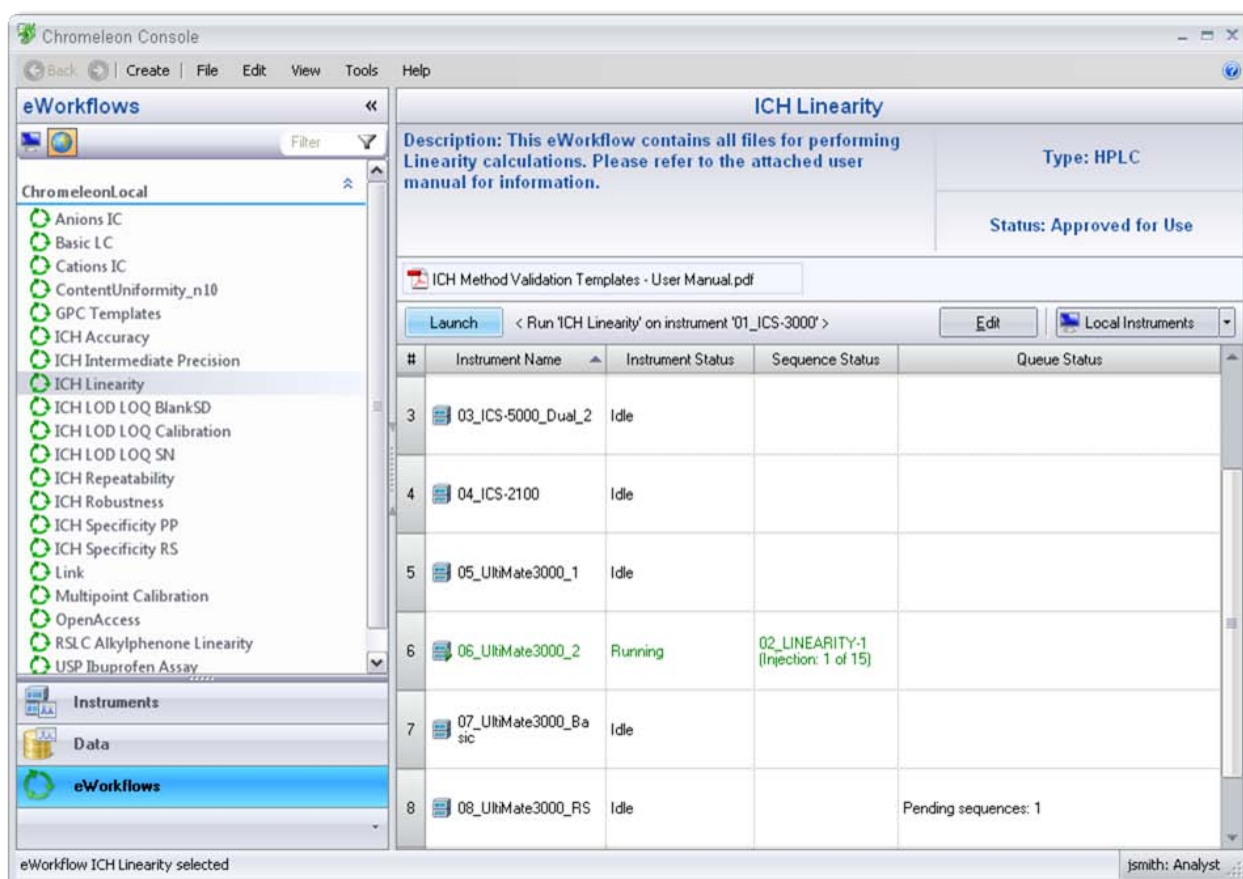 Chromeleon Console
Back Create File Edit View Tools Help
eWorkflows «
Filter
ChromeleonLocal
Anions IC
Basic LC
Cations IC
ContentUniformity_n10
GPC Templates
ICH Accuracy
ICH Intermediate Precision
ICH Linearity
ICH LOD LOQ BlankSD
ICH LOD LOQ Calibration
ICH LOD LOQ SN
ICH Repeatability
ICH Robustness
ICH Specificity PP
ICH Specificity RS
Link
Multipoint Calibration
OpenAccess
RSLC Alkylphenone Linearity
USP Ibuprofen Assay
Instruments
Data
eWorkflows
ICH Linearity
Description: This eWorkflow contains all files for performing
Linearity calculations. Please refer to the attached user
manual for information.
Type: HPLC
Status: Approved for Use
ICH Method Validation Templates - User Manual.pdf
Launch < Run 'ICH Linearity' on instrument '01_ICS-3000' > Edit Local Instruments
# Instrument Name Instrument Status Sequence Status Queue Status
3 03_ICS-5000_Dual_2 Idle
4 04_ICS-2100 Idle
5 05_UltiMate3000_1 Idle
6 06_UltiMate3000_2 Running 02_LINEARITY-1
(Injection: 1 of 15)
7 07_UltiMate3000_Ba
sic Idle
8 08_UltiMate3000_RS Idle Pending sequences: 1
eWorkflow ICH Linearity selected
jsmith: Analyst